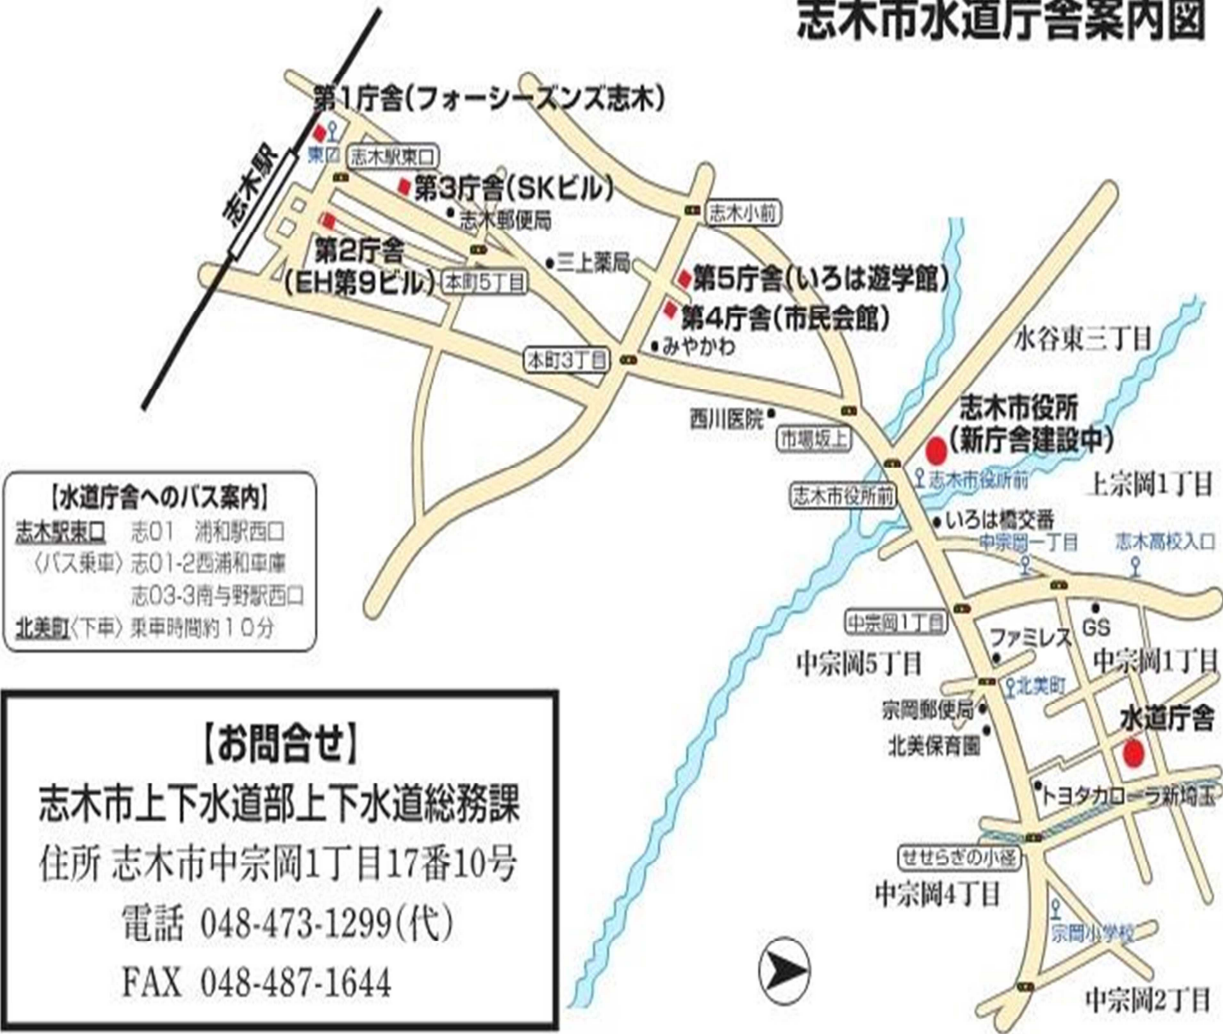 志木市水道庁舎案内図
第1庁舎(フォーシーズンズ志木)
東口
志木駅東口
志木駅
第3庁舎(SKビル)
志木郵便局
第2庁舎
(EH第9ビル)
本町5丁目
三上薬局
志木小前
第5庁舎(いろは遊学館)
第4庁舎(市民会館)
みやかわ
本町3丁目
水谷東三丁目
西川医院
市場坂上
志木市役所
(新庁舎建設中)
志木市役所前
志木市役所前
上宗岡1丁目
いろは橋交番
中宗岡一丁目
志木高校入口
中宗岡1丁目
GS
ファミレス
中宗岡5丁目
中宗岡1丁目
北美町
宗岡郵便局
北美保育園
水道庁舎
トヨタカローラ新埼玉
せせらぎの小径
中宗岡4丁目
宗岡小学校
中宗岡2丁目
【水道庁舎へのバス案内】
志木駅東口 志01 浦和駅西口
〈バス乗車〉志01-2西浦和車庫
志03-3南与野駅西口
北美町〈下車〉乗車時間約10分
【お問合せ】
志木市上下水道部上下水道総務課
住所 志木市中宗岡1丁目17番10号
電話 048-473-1299(代)
FAX 048-487-1644